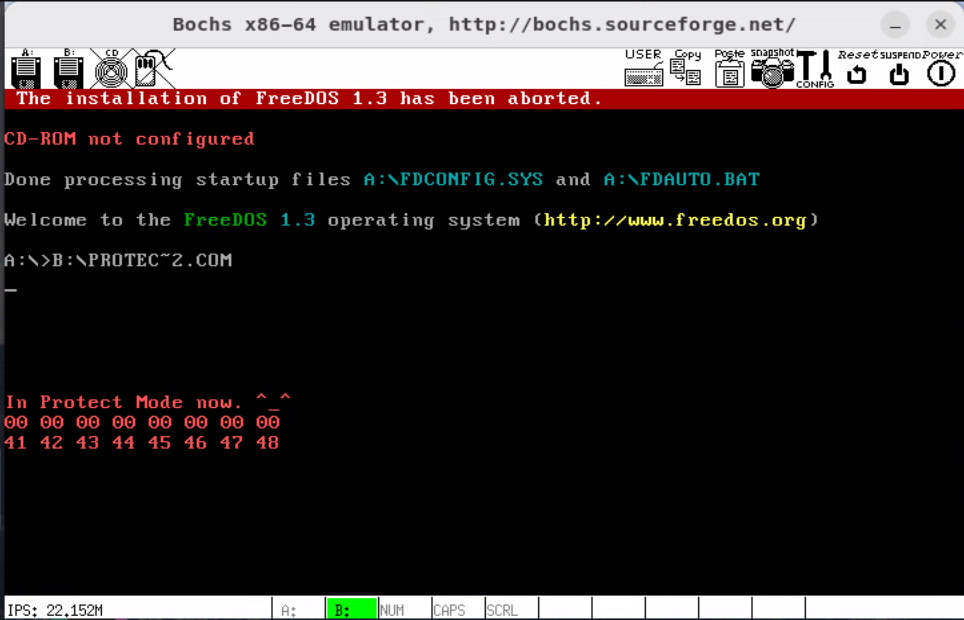 Bochs x86-64 emulator, http://bochs.sourceforge.net/
A: B: CD USER Copy Paste snapshot CONFIG Reset SUSPEND Power
The installation of FreeDOS 1.3 has been aborted.
CD-ROM not configured
Done processing startup files A:\FDCONFIG.SYS and A:\FDAUTO.BAT
Welcome to the FreeDOS 1.3 operating system (http://www.freedos.org)
A:\>B:\PROTEC~2.COM
In Protect Mode now. ^_^
00 00 00 00 00 00 00 00
41 42 43 44 45 46 47 48
IPS: 22.152M A: B: NUM CAPS SCRL